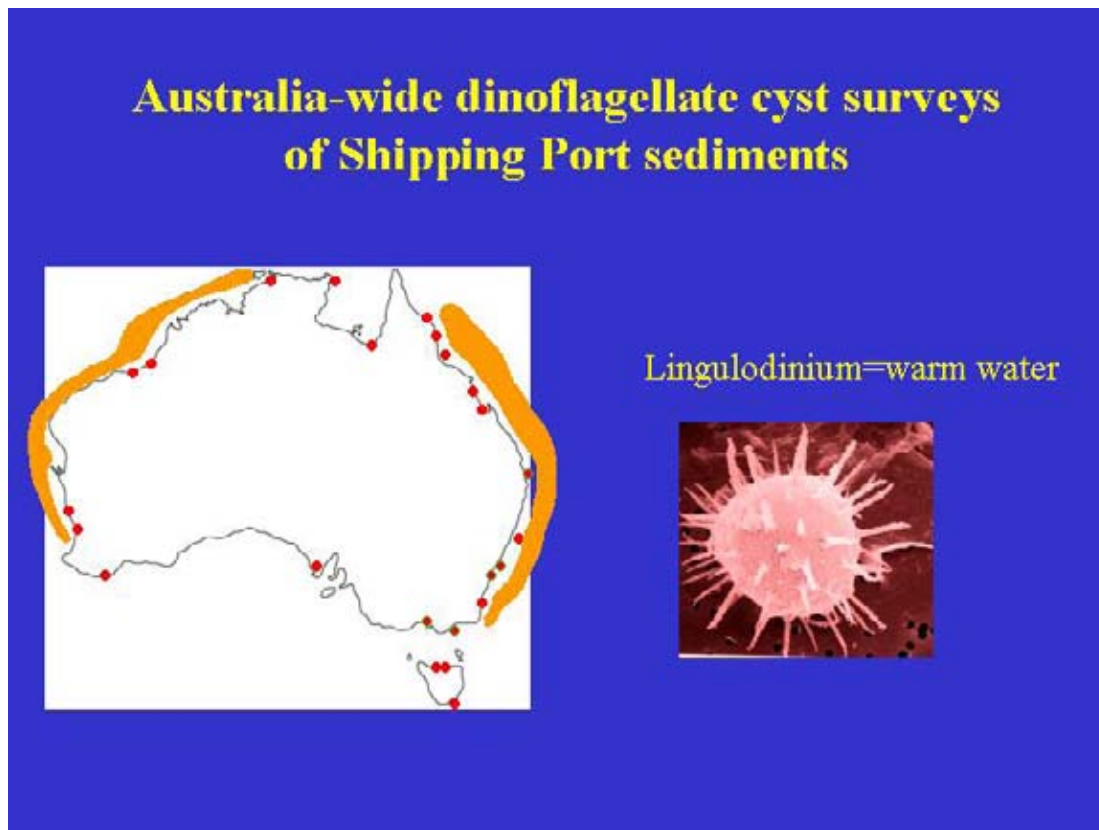 Australia-wide dinoflagellate cyst surveys
of Shipping Port sediments
Lingulodinium=warm water